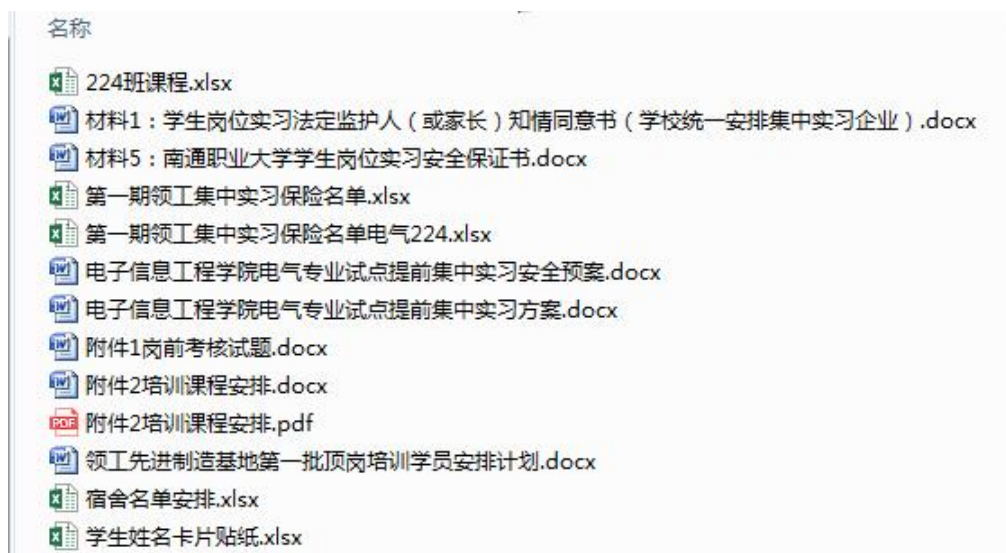 名称
224班课程.xlsx
材料1：学生岗位实习法定监护人（或家长）知情同意书（学校统一安排集中实习企业）.docx
材料5：南通职业大学学生岗位实习安全保证书.docx
第一期领工集中实习保险名单.xlsx
第一期领工集中实习保险名单电气224.xlsx
电子信息工程学院电气专业试点提前集中实习安全预案.docx
电子信息工程学院电气专业试点提前集中实习方案.docx
附件1岗前考核试题.docx
附件2培训课程安排.docx
附件2培训课程安排.pdf
领工先进制造基地第一批顶岗培训学员安排计划.docx
宿舍名单安排.xlsx
学生姓名卡片贴纸.xlsx